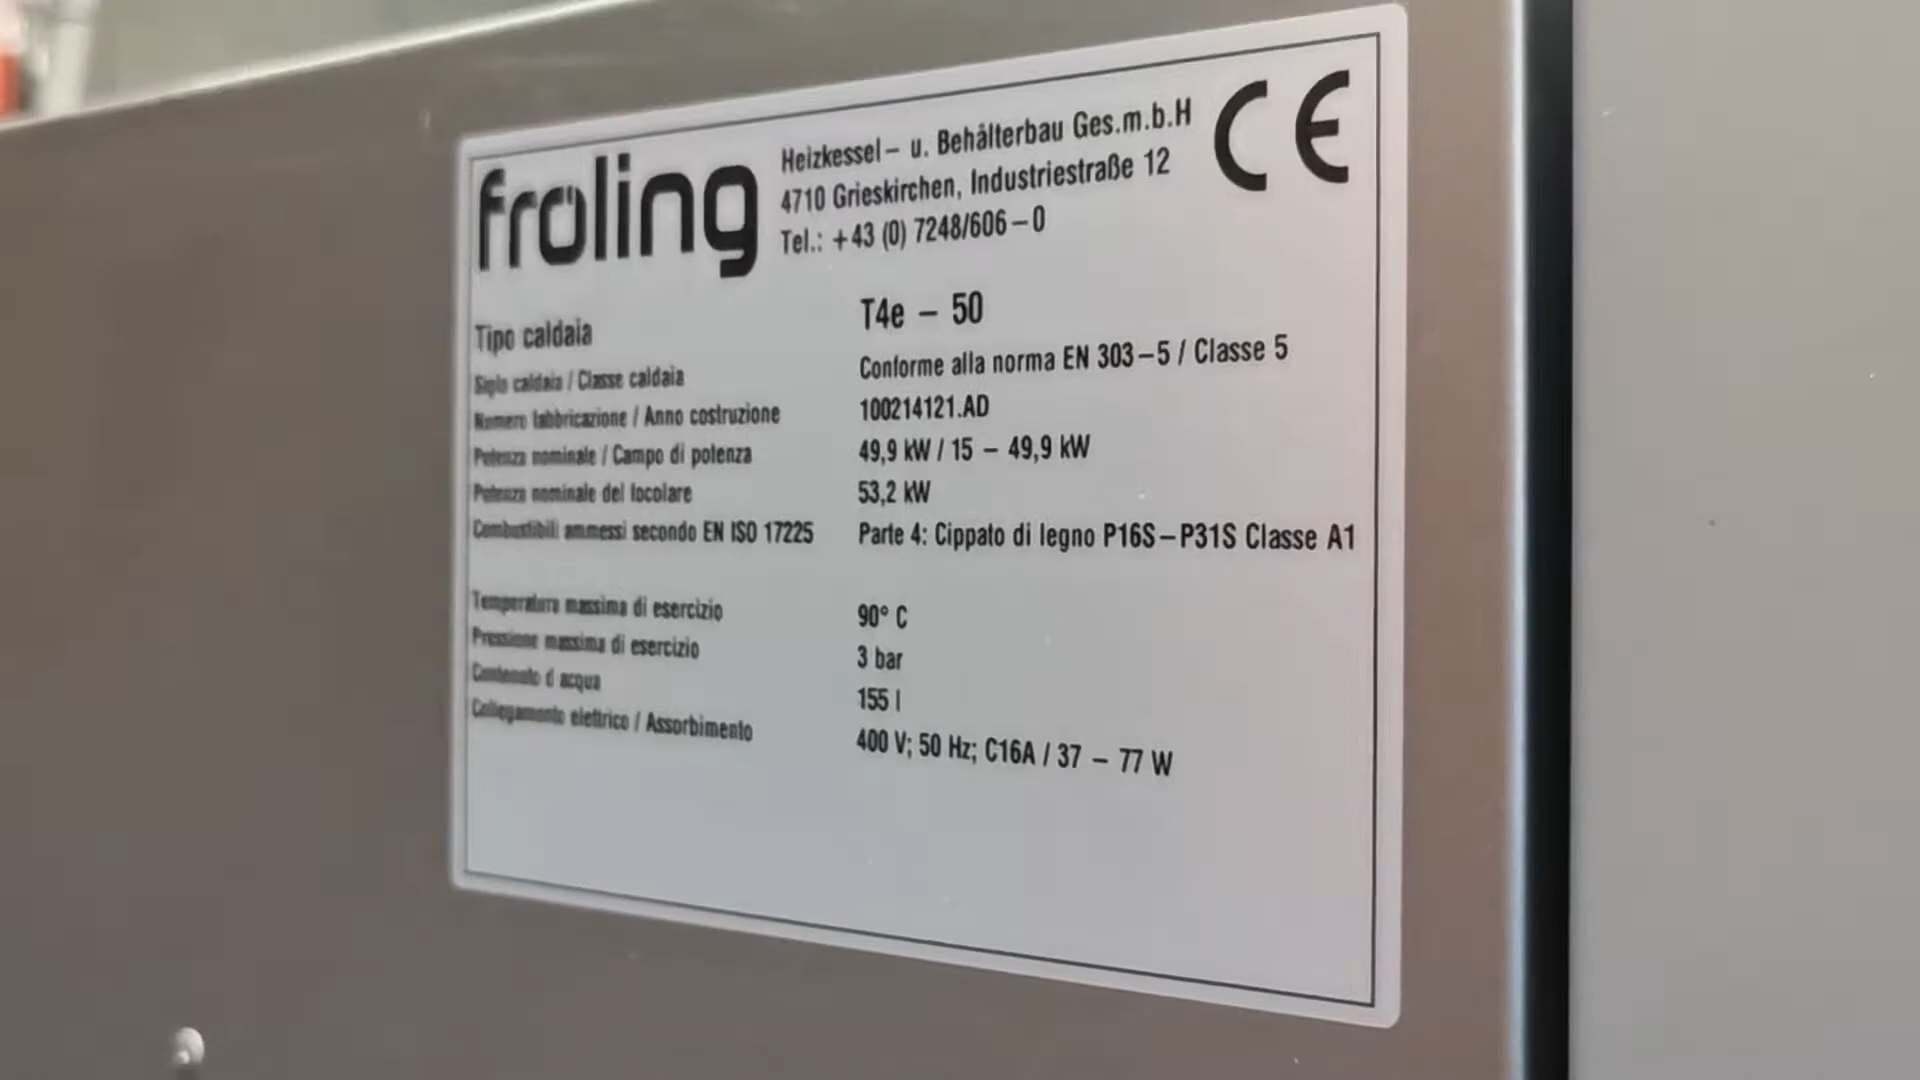 froling
Heizkessel – u. Behälterbau Ges.m.b.H
4710 Grieskirchen, Industriestraße 12
Tel.: +43 (0) 7248/606 – 0
CE
Tipo caldaia T4e – 50
caldaia / Classe caldaia Conforme alla norma EN 303–5 / Classe 5
Numero fabbricazione / Anno costruzione 100214121.AD
Potenza nominale / Campo di potenza 49,9 kW / 15 – 49,9 kW
Potenza nominale del focolare 53,2 kW
Combustibili ammessi secondo EN ISO 17225 Parte 4: Cippato di legno P16S–P31S Classe A1
Temperatura massima di esercizio 90° C
Pressione massima di esercizio 3 bar
Contenuto d acqua 155 l
Collegamento elettrico / Assorbimento 400 V; 50 Hz; C16A / 37 – 77 W